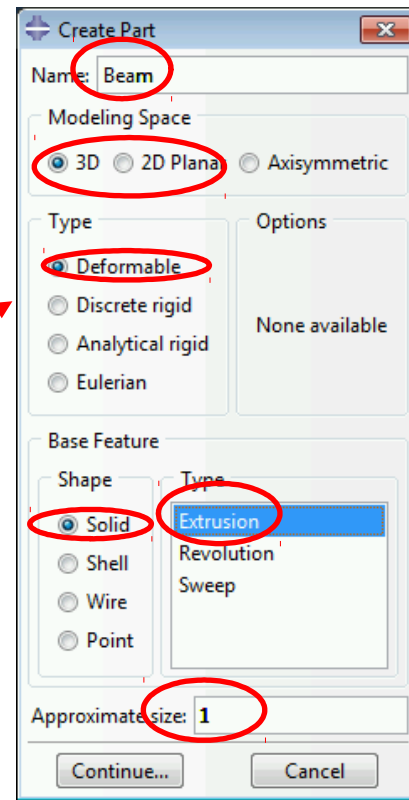 Create Part
Name: Beam
Modeling Space
3D 2D Planar Axisymmetric
Type
Deformable
Discrete rigid
Analytical rigid
Eulerian
Options
None available
Base Feature
Shape
Solid
Shell
Wire
Point
Type
Extrusion
Revolution
Sweep
Approximate size: 1
Continue... Cancel